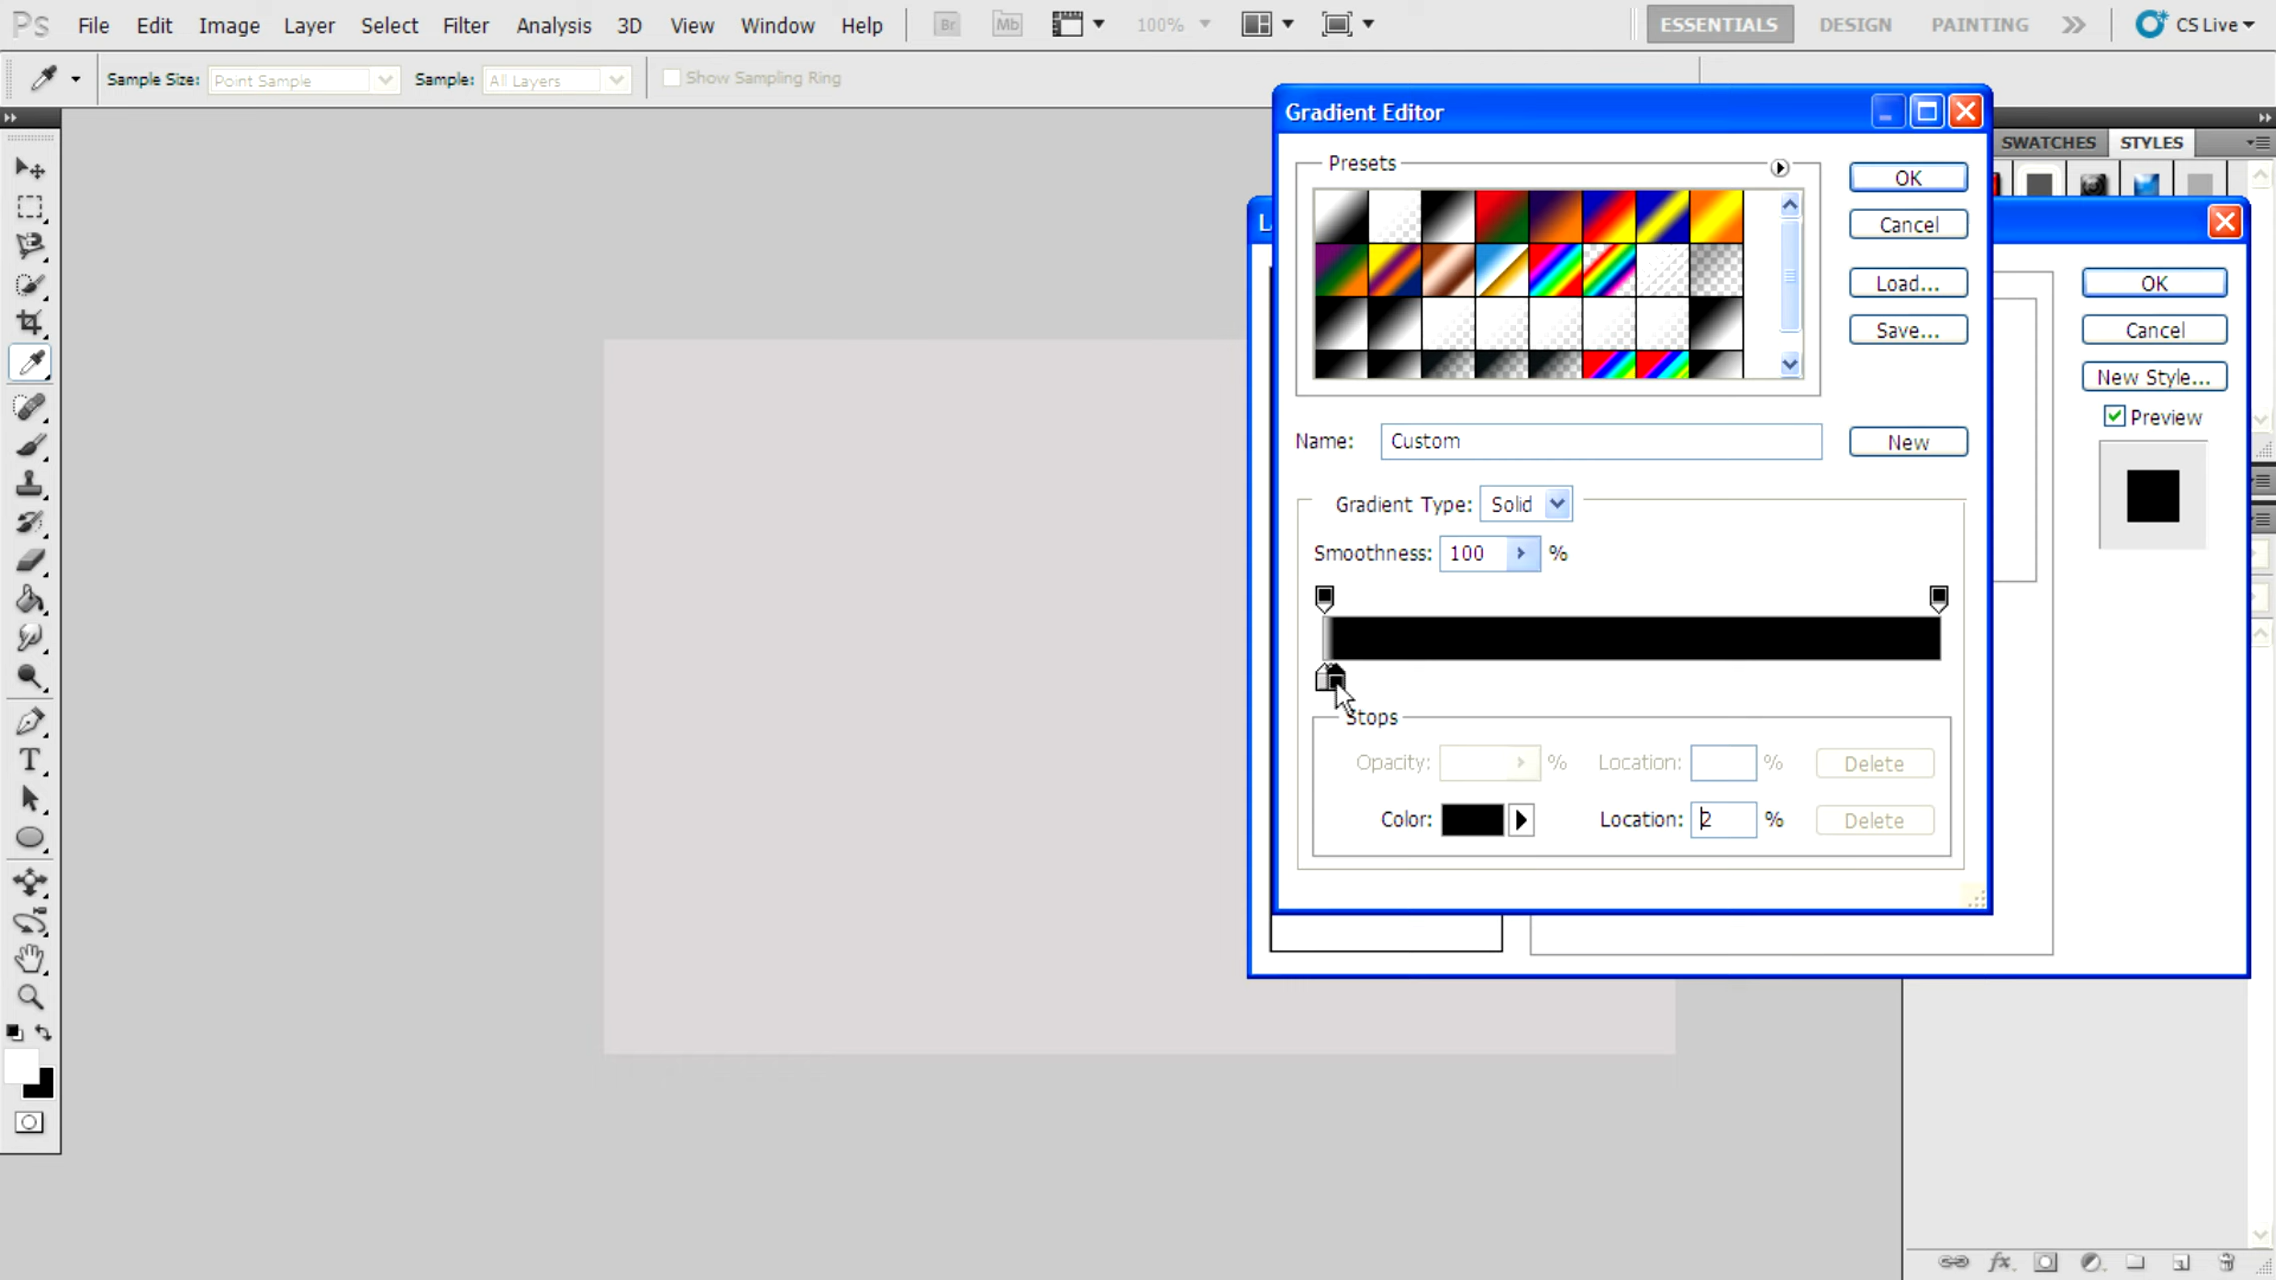 Ps File Edit Image Layer Select Filter Analysis 3D View Window Help Br Mb 100% ESSENTIALS DESIGN PAINTING CS Live
Sample Size: Point Sample Sample: All Layers Show Sampling Ring
Gradient Editor
SWATCHES STYLES
Presets
OK
Cancel
Load...
Save...
OK
Cancel
New Style...
Preview
Name: Custom New
Gradient Type: Solid
Smoothness: 100 %
Stops
Opacity: % Location: % Delete
Color: Location: 2 % Delete
T
fx